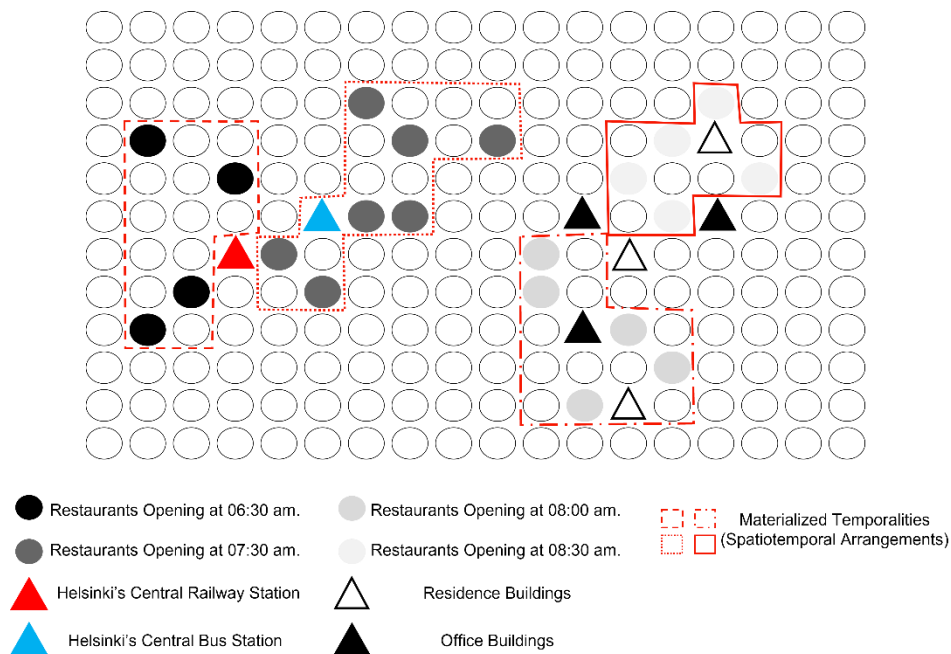 Restaurants Opening at 06:30 am.
Restaurants Opening at 08:00 am.
Restaurants Opening at 07:30 am.
Restaurants Opening at 08:30 am.
Materialized Temporalities
(Spatiotemporal Arrangements)
Helsinki's Central Railway Station
Residence Buildings
Helsinki's Central Bus Station
Office Buildings